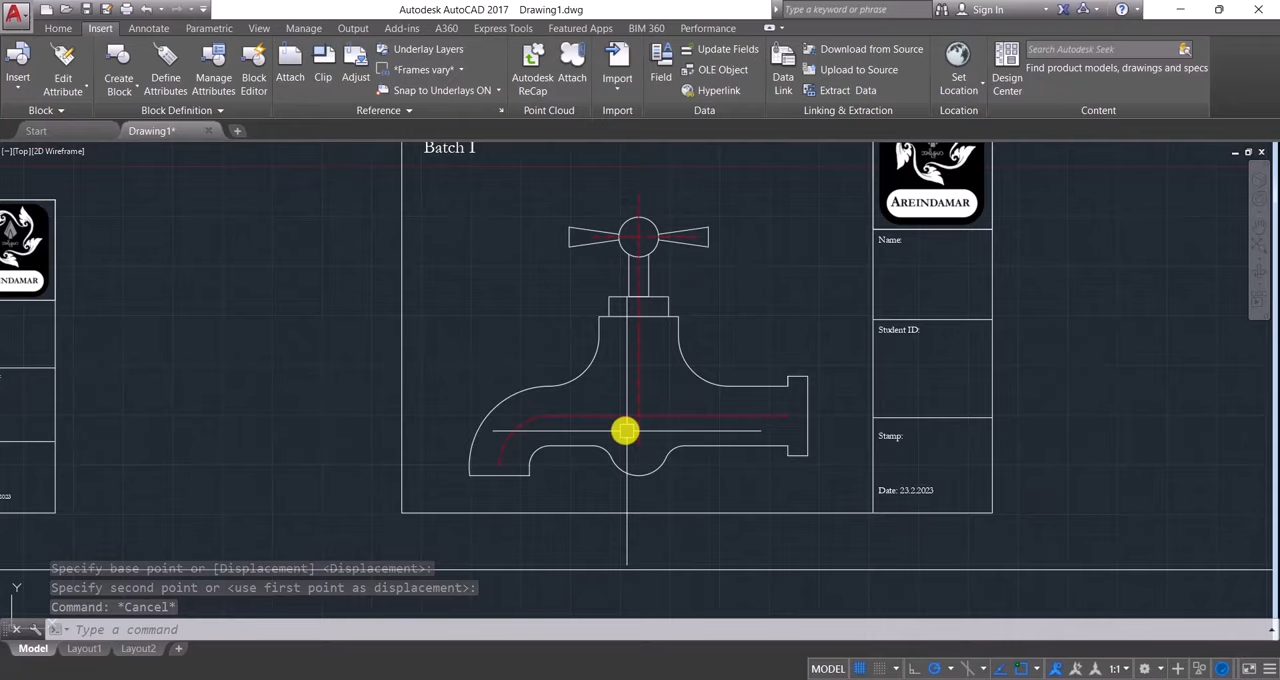 Autodesk AutoCAD 2017 Drawing1.dwg
Type a keyword or phrase
Sign In
Home Insert Annotate Parametric View Manage Output Add-ins A360 Express Tools Featured Apps BIM 360 Performance
Insert
Edit Attribute
Create Block
Define Attributes
Manage Attributes
Block Editor
Attach
Clip
Adjust
Underlay Layers
*Frames vary*
Snap to Underlays ON
Autodesk ReCap
Attach
Import
Field
Update Fields
OLE Object
Hyperlink
Data Link
Download from Source
Upload to Source
Extract Data
Set Location
Design Center
Search Autodesk Seek
Find product models, drawings and specs
Block
Block Definition
Reference
Point Cloud
Import
Data
Linking & Extraction
Location
Content
Start
Drawing1*
[−][Top][2D Wireframe]
Batch 1
AREINDAMAR
INDAMAR
Name:
Student ID:
Stamp:
Date: 23.2.2023
2023
Specify base point or [Displacement] <Displacement>:
Specify second point or <use first point as displacement>:
Command: *Cancel*
Y
Type a command
Model Layout1 Layout2
MODEL
1:1